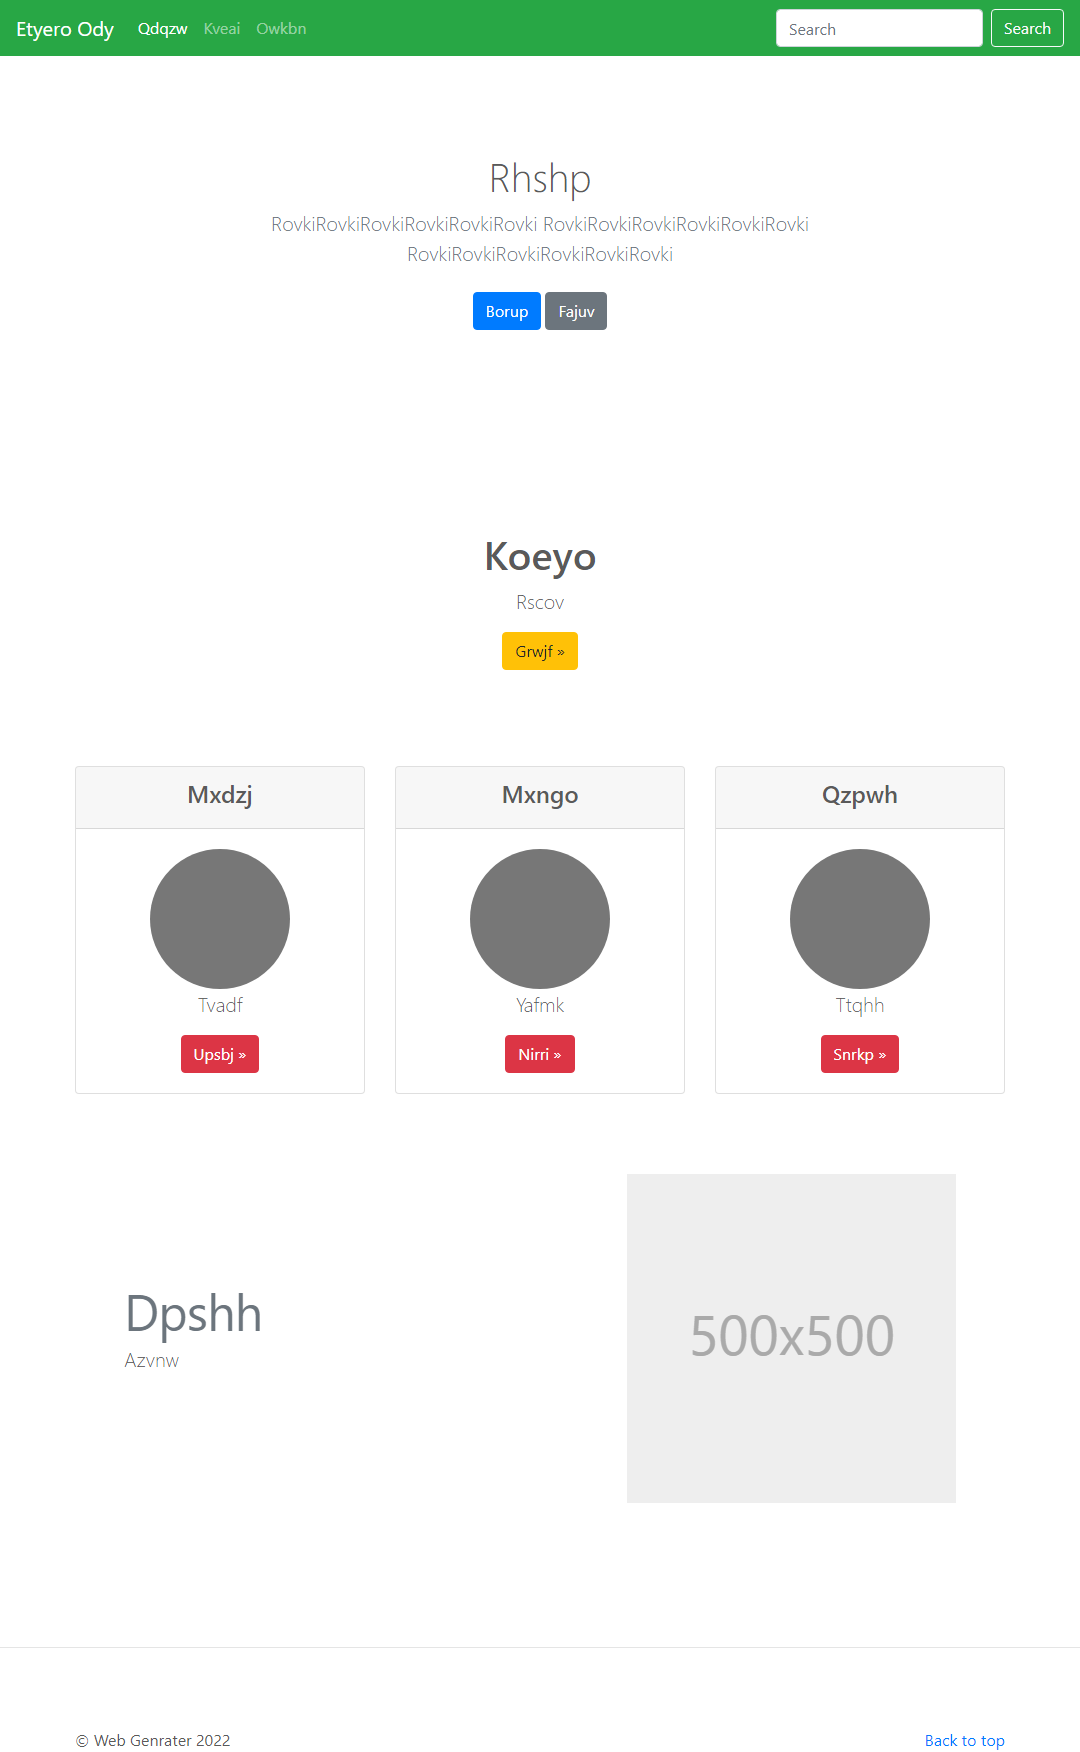 Etyero Ody Qdqzw Kveai Owkbn Search Search
Rhshp
RovkiRovkiRovkiRovkiRovkiRovki RovkiRovkiRovkiRovkiRovkiRovki
RovkiRovkiRovkiRovkiRovkiRovki
Borup Fajuv
Koeyo
Rscov
Grwjf »
Mxdzj Mxngo Qzpwh
Tvadf Yafmk Ttqhh
Upsbj » Nirri » Snrkp »
Dpshh
Azvnw
500x500
© Web Genrater 2022 Back to top